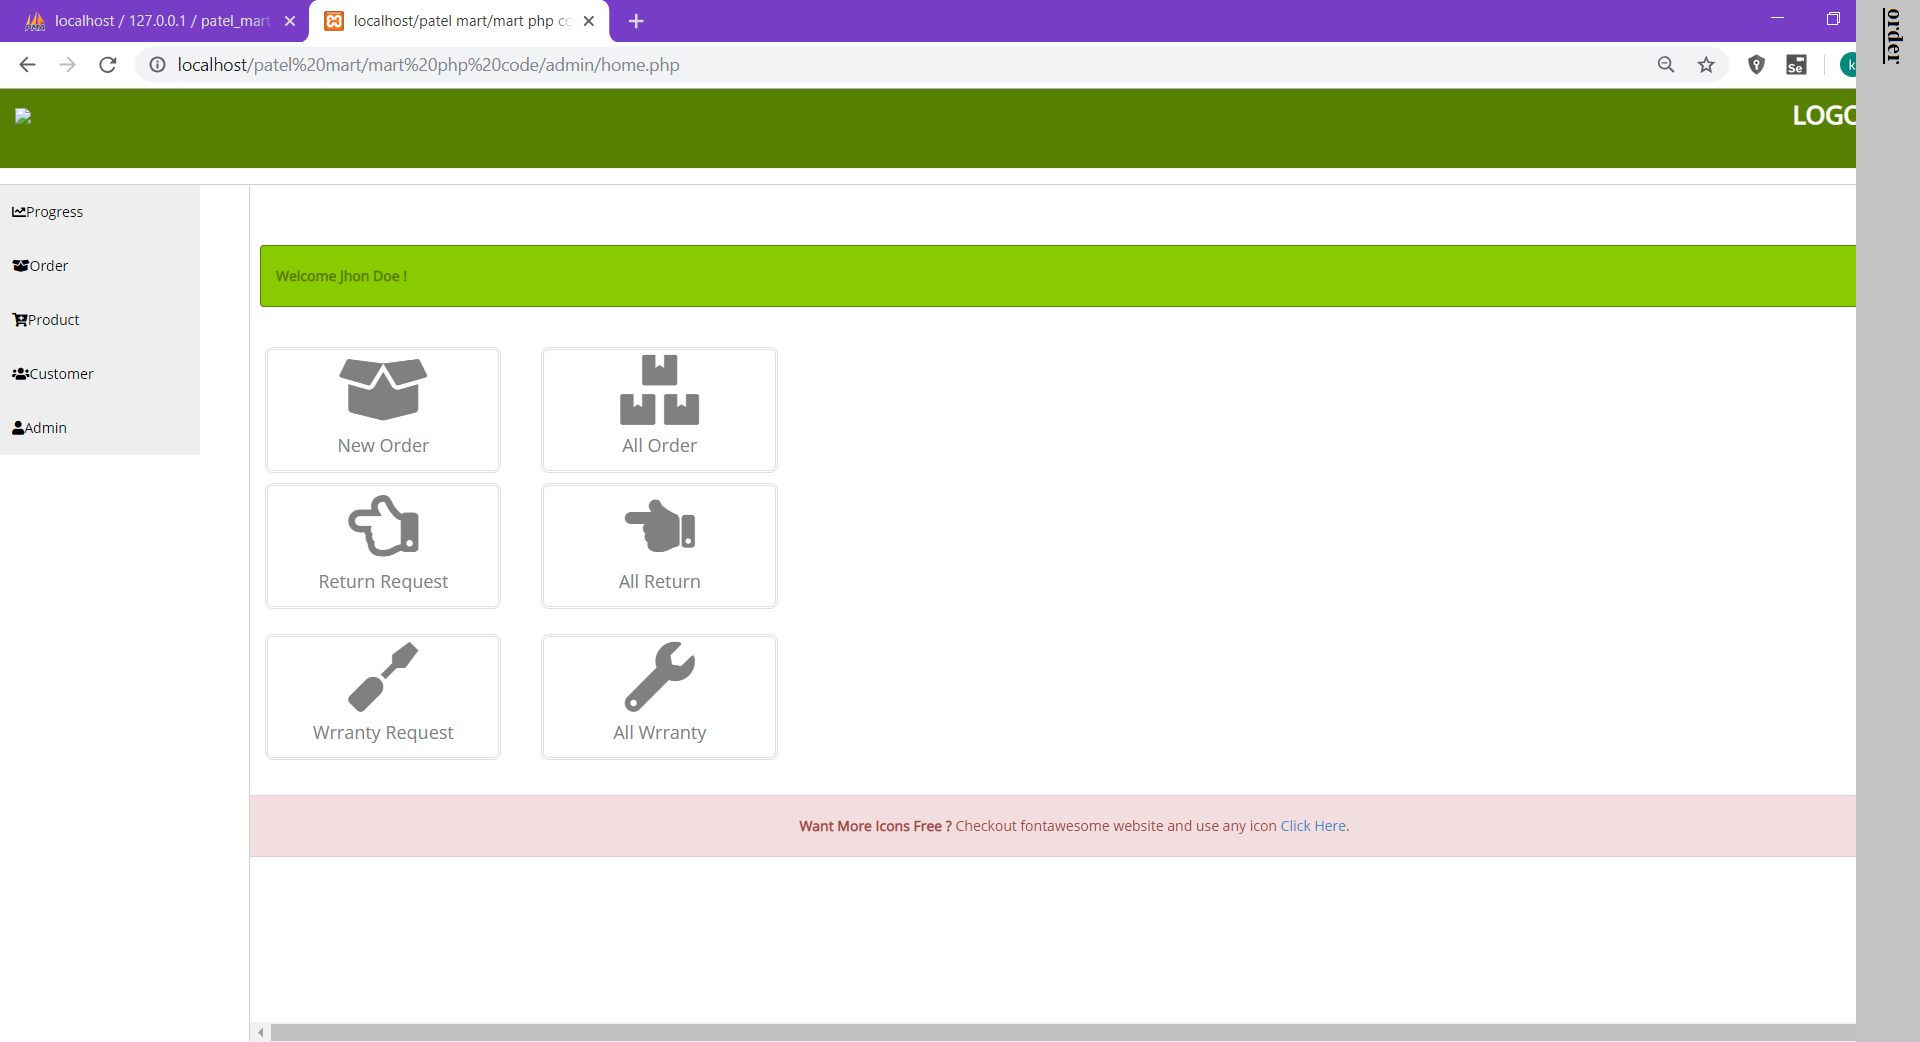 localhost / 127.0.0.1 / patel_mart
localhost/patel mart/mart php co
localhost/patel%20mart/mart%20php%20code/admin/home.php
Se
k
order
LOGO
Progress
Order
Product
Customer
Admin
Welcome Jhon Doe !
New Order
All Order
Return Request
All Return
Wrranty Request
All Wrranty
Want More Icons Free ? Checkout fontawesome website and use any icon Click Here.